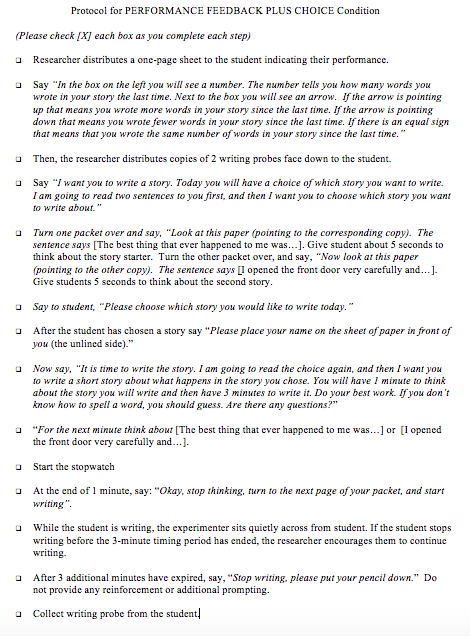 Protocol for PERFORMANCE FEEDBACK PLUS CHOICE Condition
(Please check [X] each box as you complete each step)
Researcher distributes a one-page sheet to the student indicating their performance.
Say "In the box on the left you will see a number. The number tells you how many words you
wrote in your story the last time. Next to the box you will see an arrow.  If the arrow is pointing
up that means you wrote more words in your story since the last time. If the arrow is pointing
down that means you wrote fewer words in your story since the last time. If there is an equal sign
that means that you wrote the same number of words in your story since the last time."
Then, the researcher distributes copies of 2 writing probes face down to the student.
Say "I want you to write a story. Today you will have a choice of which story you want to write.
I am going to read two sentences to you first, and then I want you to choose which story you want
to write about."
Turn one packet over and say, "Look at this paper (pointing to the corresponding copy).  The
sentence says [The best thing that ever happened to me was…]. Give student about 5 seconds to
think about the story starter.  Turn the other packet over, and say, "Now look at this paper
(pointing to the other copy).  The sentence says [I opened the front door very carefully and…].
Give students 5 seconds to think about the second story.
Say to student, "Please choose which story you would like to write today."
After the student has chosen a story say "Please place your name on the sheet of paper in front of
you (the unlined side)."
Now say, "It is time to write the story. I am going to read the choice again, and then I want you
to write a short story about what happens in the story you chose. You will have 1 minute to think
about the story you will write and then have 3 minutes to write it. Do your best work. If you don't
know how to spell a word, you should guess. Are there any questions?"
"For the next minute think about [The best thing that ever happened to me was…] or  [I opened
the front door very carefully and…].
Start the stopwatch
At the end of 1 minute, say: "Okay, stop thinking, turn to the next page of your packet, and start
writing".
While the student is writing, the experimenter sits quietly across from student. If the student stops
writing before the 3-minute timing period has ended, the researcher encourages them to continue
writing.
After 3 additional minutes have expired, say, "Stop writing, please put your pencil down."  Do
not provide any reinforcement or additional prompting.
Collect writing probe from the student.